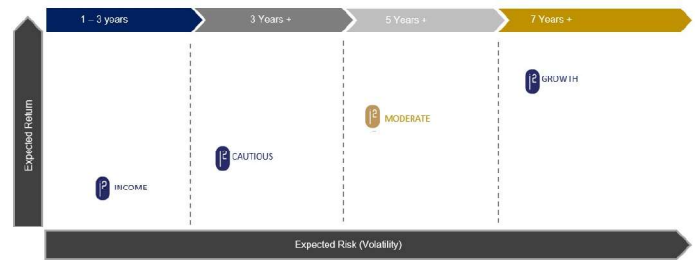 1 – 3 years
3 Years +
5 Years +
7 Years +
Expected Return
GROWTH
MODERATE
CAUTIOUS
INCOME
Expected Risk (Volatility)